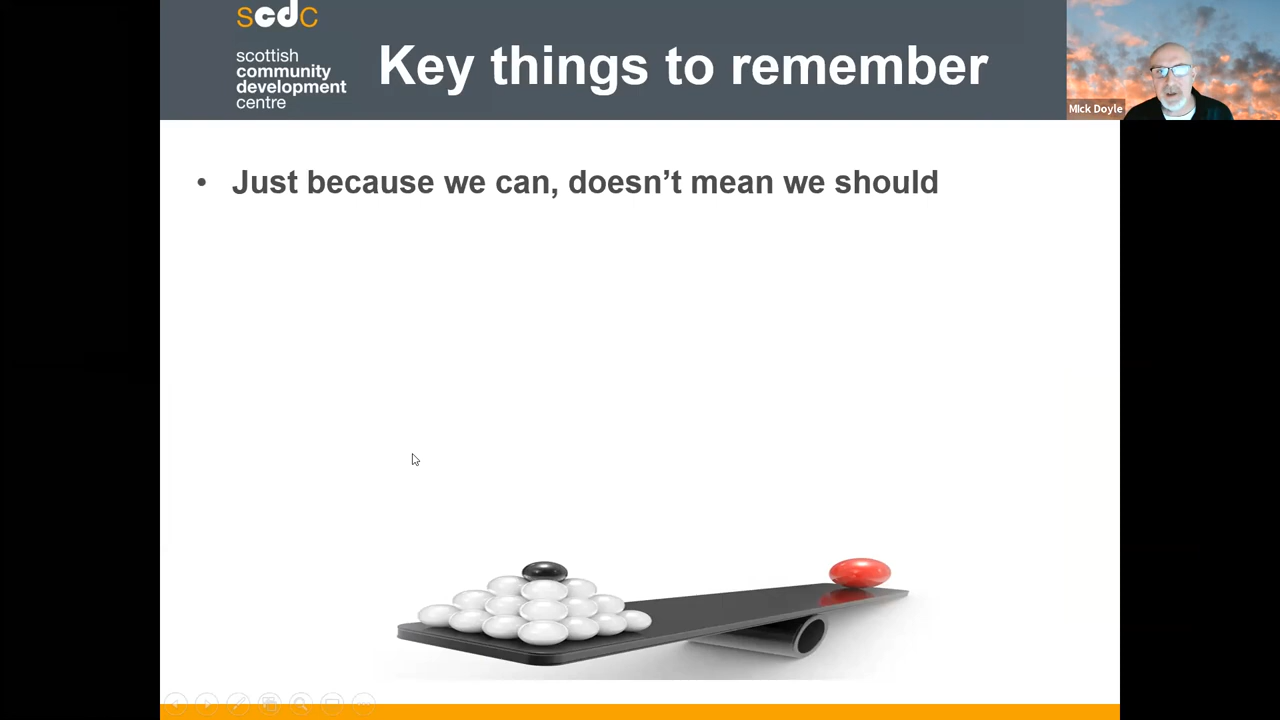 scdc
scottish
community
development
centre
Key things to remember
Mick Doyle
• Just because we can, doesn’t mean we should